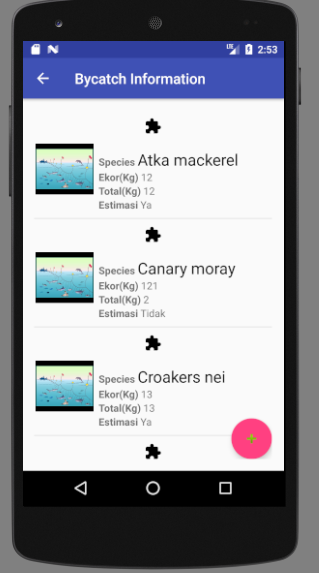 LTE 2:53
Bycatch Information
Species Atka mackerel
Ekor(Kg) 12
Total(Kg) 12
Estimasi Ya
Species Canary moray
Ekor(Kg) 121
Total(Kg) 2
Estimasi Tidak
Species Croakers nei
Ekor(Kg) 13
Total(Kg) 13
Estimasi Ya